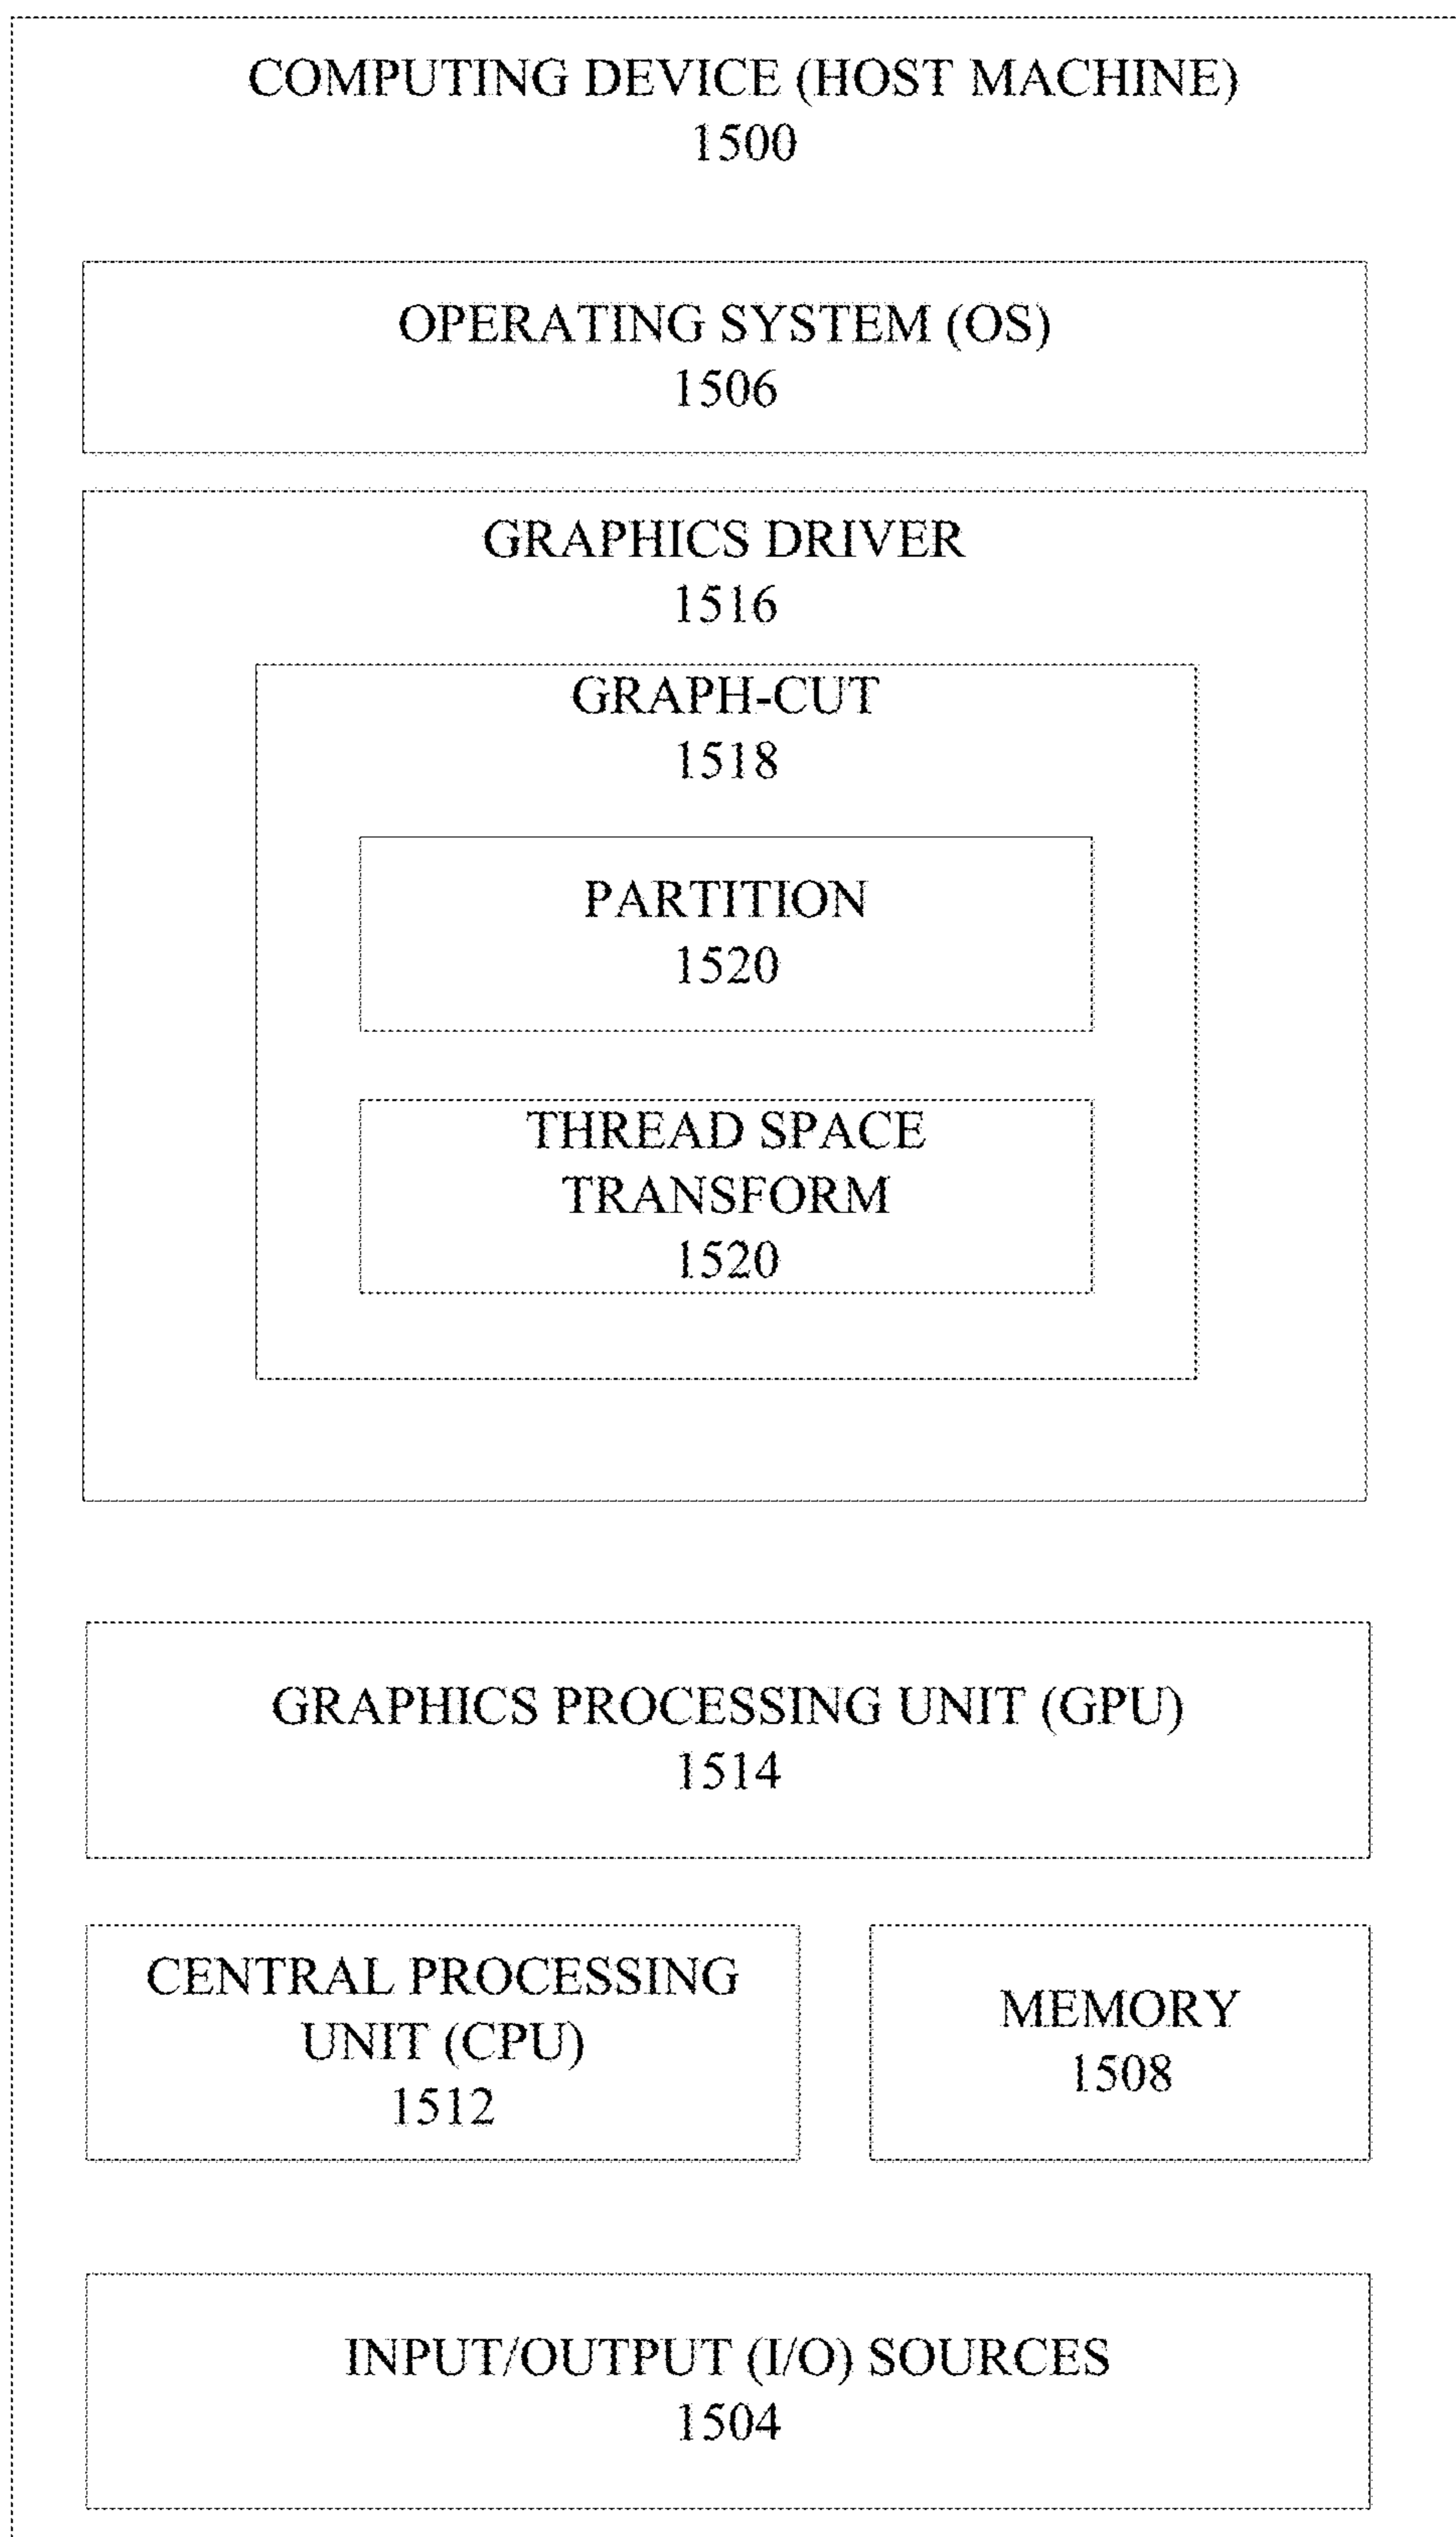 COMPUTING DEVICE (HOST MACHINE)
1500
OPERATING SYSTEM (OS)
1506
GRAPHICS DRIVER
1516
GRAPH-CUT
1518
PARTITION
1520
THREAD SPACE
TRANSFORM
1520
GRAPHICS PROCESSING UNIT (GPU)
1514
CENTRAL PROCESSING
UNIT (CPU)
1512
MEMORY
1508
INPUT/OUTPUT (I/O) SOURCES
1504